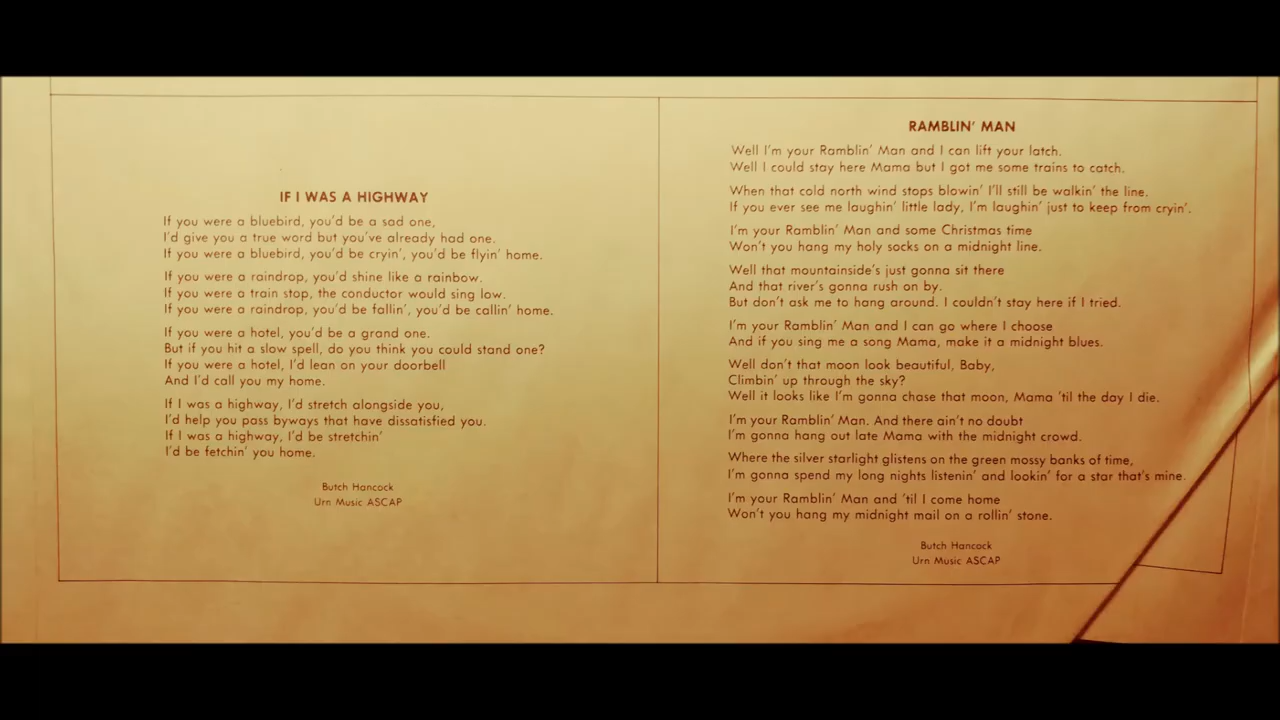 IF I WAS A HIGHWAY
If you were a bluebird, you'd be a sad one,
I'd give you a true word but you've already had one.
If you were a bluebird, you'd be cryin', you'd be flyin' home.
If you were a raindrop, you'd shine like a rainbow.
If you were a train stop, the conductor would sing low.
If you were a raindrop, you'd be fallin', you'd be callin' home.
If you were a hotel, you'd be a grand one.
But if you hit a slow spell, do you think you could stand one?
If you were a hotel, I'd lean on your doorbell
And I'd call you my home.
If I was a highway, I'd stretch alongside you,
I'd help you pass byways that have dissatisfied you.
If I was a highway, I'd be stretchin'
I'd be fetchin' you home.
Butch Hancock
Urn Music ASCAP
RAMBLIN' MAN
Well I'm your Ramblin' Man and I can lift your latch.
Well I could stay here Mama but I got me some trains to catch.
When that cold north wind stops blowin' I'll still be walkin' the line.
If you ever see me laughin' little lady, I'm laughin' just to keep from cryin'.
I'm your Ramblin' Man and some Christmas time
Won't you hang my holy socks on a midnight line.
Well that mountainside's just gonna sit there
And that river's gonna rush on by.
But don't ask me to hang around. I couldn't stay here if I tried.
I'm your Ramblin' Man and I can go where I choose
And if you sing me a song Mama, make it a midnight blues.
Well don't that moon look beautiful, Baby,
Climbin' up through the sky?
Well it looks like I'm gonna chase that moon, Mama 'til the day I die.
I'm your Ramblin' Man. And there ain't no doubt
I'm gonna hang out late Mama with the midnight crowd.
Where the silver starlight glistens on the green mossy banks of time,
I'm gonna spend my long nights listenin' and lookin' for a star that's mine.
I'm your Ramblin' Man and 'til I come home
Won't you hang my midnight mail on a rollin' stone.
Butch Hancock
Urn Music ASCAP